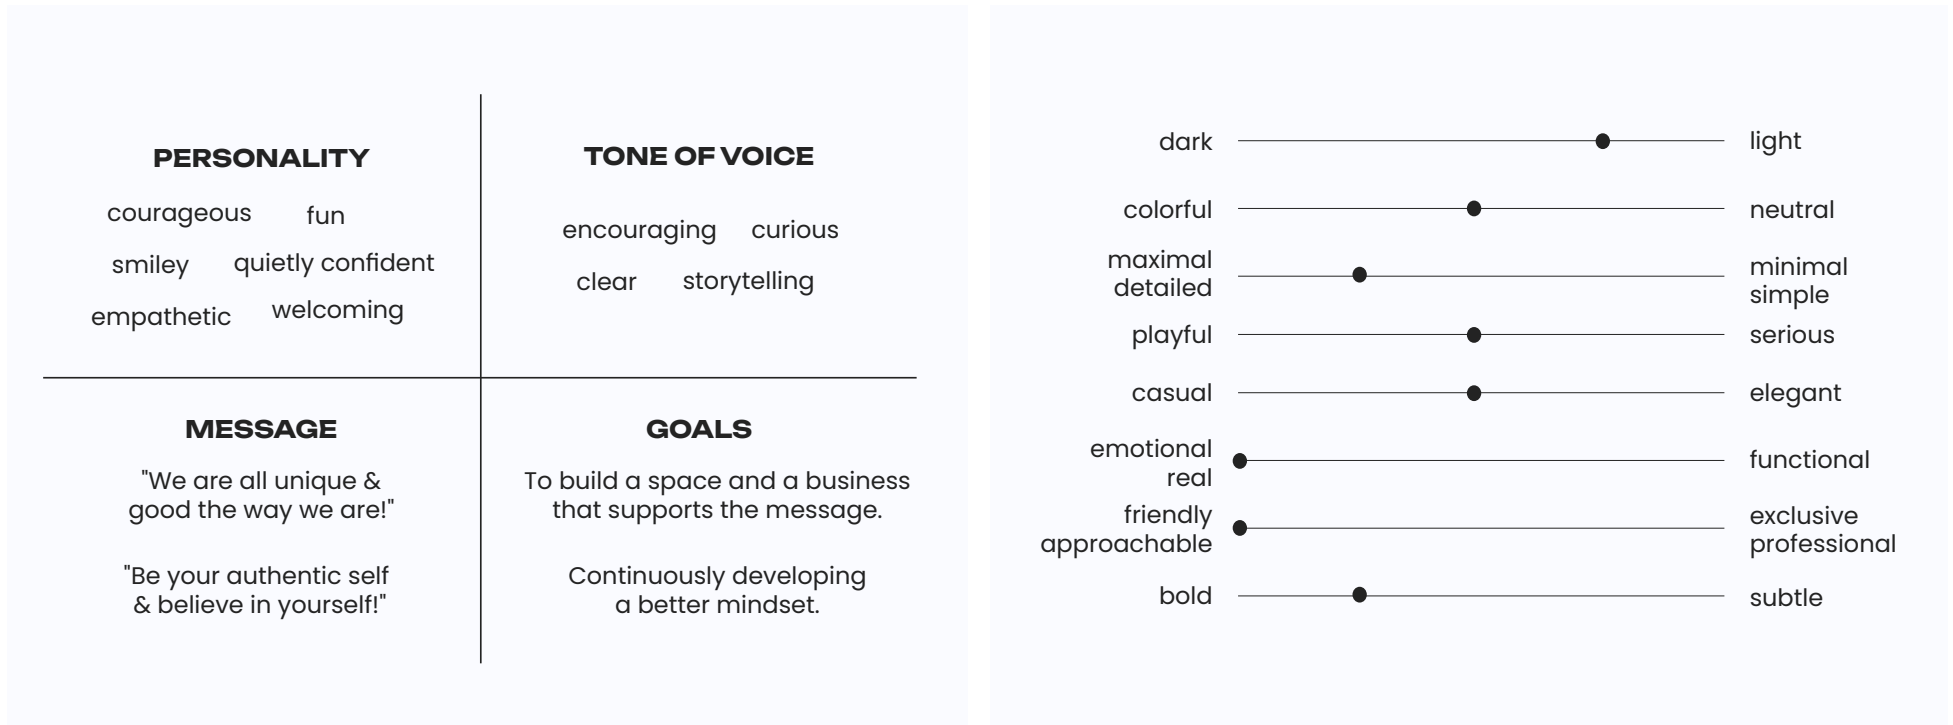 PERSONALITY
courageous fun
smiley quietly confident
empathetic welcoming
TONE OF VOICE
encouraging curious
clear storytelling
MESSAGE
"We are all unique &
good the way we are!"
"Be your authentic self
& believe in yourself!"
GOALS
To build a space and a business
that supports the message.
Continuously developing
a better mindset.
dark light
colorful neutral
maximal
detailed
minimal
simple
playful serious
casual elegant
emotional
real
functional
friendly
approachable
exclusive
professional
bold subtle